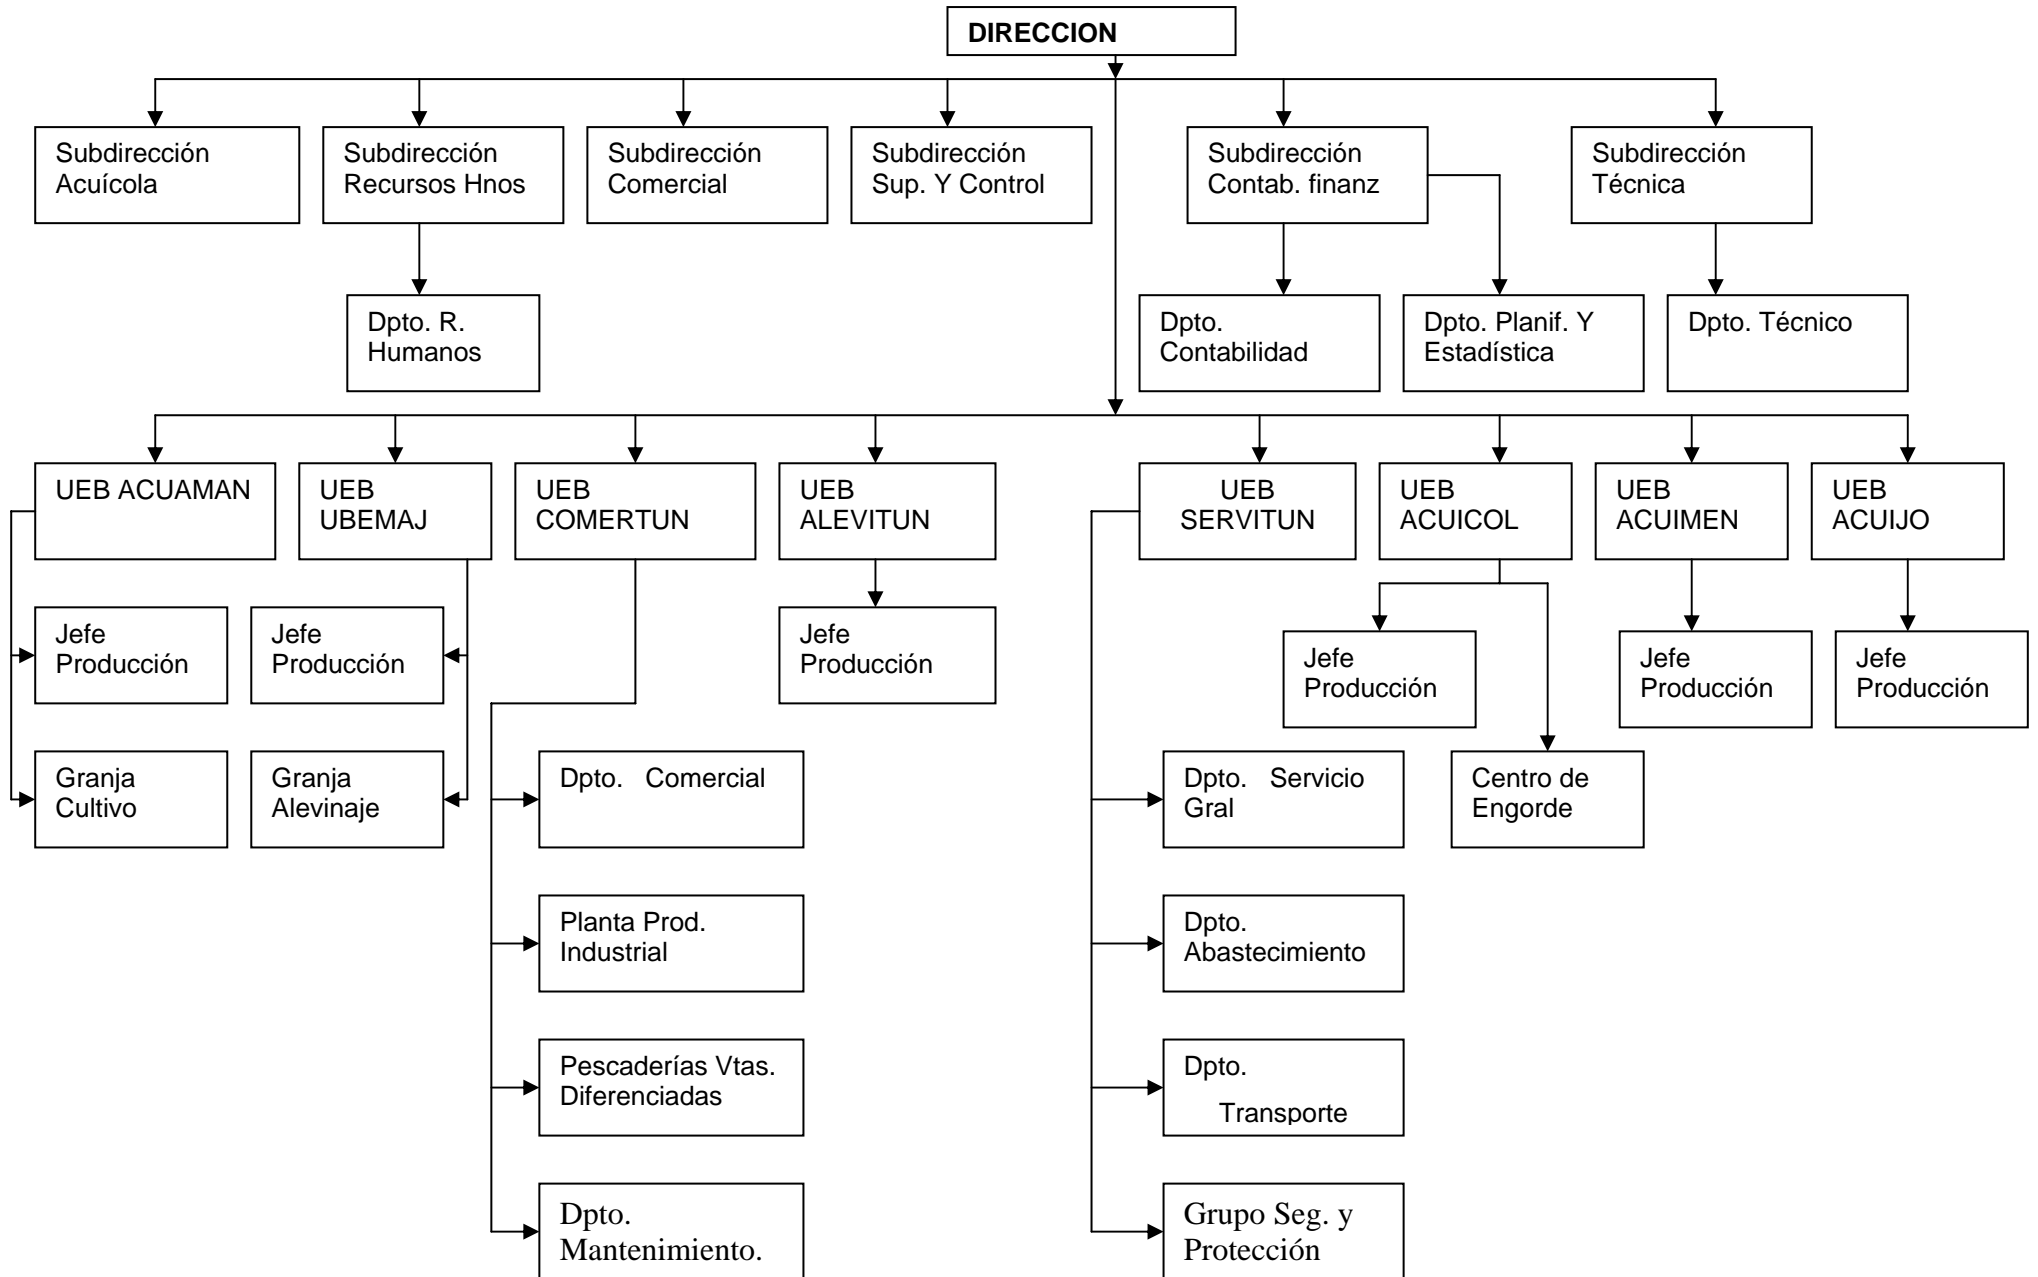 DIRECCION
Subdirección
Acuícola
Subdirección
Recursos Hnos
Subdirección
Comercial
Subdirección
Sup. Y Control
Subdirección
Contab. finanz
Subdirección
Técnica
Dpto. R.
Humanos
Dpto.
Contabilidad
Dpto. Planif. Y
Estadística
Dpto. Técnico
UEB ACUAMAN
UEB
UBEMAJ
UEB
COMERTUN
UEB
ALEVITUN
UEB
SERVITUN
UEB
ACUICOL
UEB
ACUIMEN
UEB
ACUIJO
Jefe
Producción
Jefe
Producción
Jefe
Producción
Jefe
Producción
Jefe
Producción
Jefe
Producción
Granja
Cultivo
Granja
Alevinaje
Dpto. Comercial
Dpto. Servicio
Gral
Centro de
Engorde
Planta Prod.
Industrial
Dpto.
Abastecimiento
Pescaderías Vtas.
Diferenciadas
Dpto.
Transporte
Dpto.
Mantenimiento.
Grupo Seg. y
Protección